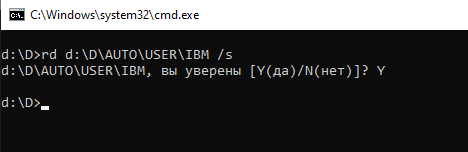 C:\Windows\system32\cmd.exe
d:\D>rd d:\D\AUTO\USER\IBM /s
d:\D\AUTO\USER\IBM, вы уверены [Y(да)/N(нет)]? Y
d:\D>